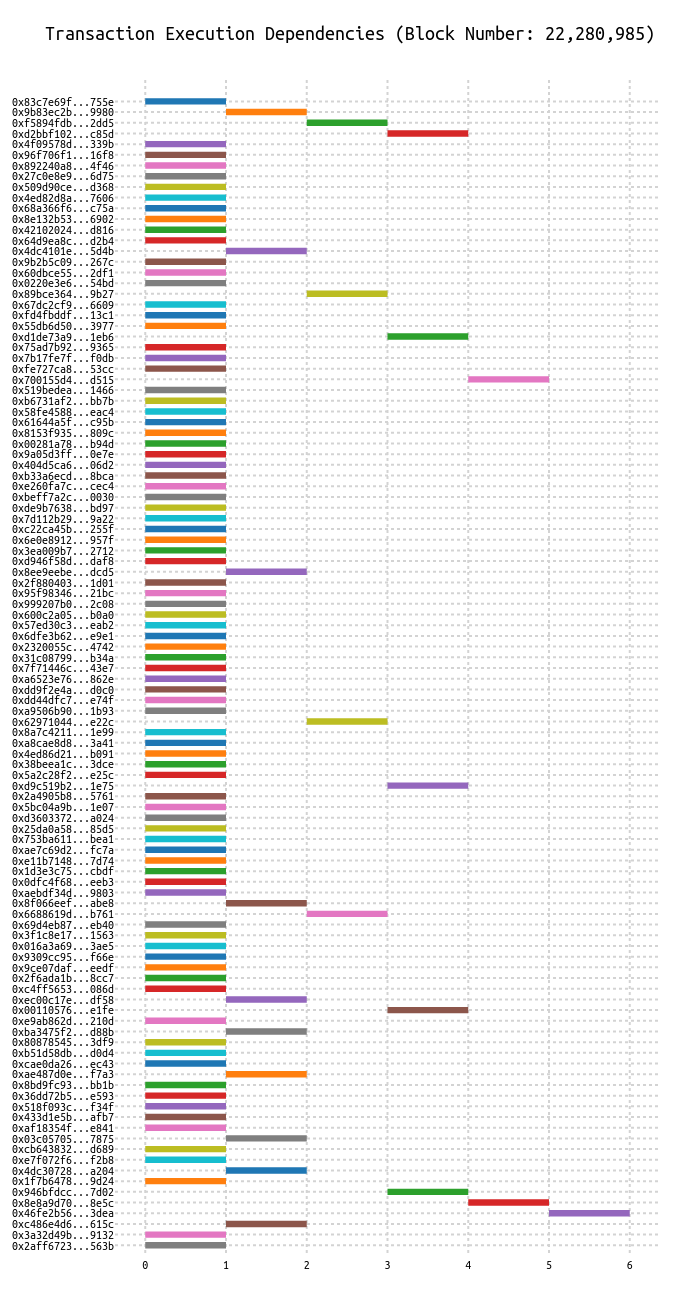 Transaction Execution Dependencies (Block Number: 22,280,985)
0x83c7e69f...755e
0x9b83ec2b...9980
0xf5894fdb...2dd5
0xd2bbf102...c85d
0x4f09578d...339b
0x96f706f1...16f8
0x892240a8...4f46
0x27c0e8e9...6d75
0x509d90ce...d368
0x4ed82d8a...7606
0x68a366f6...c75a
0x8e132b53...6902
0x42102024...d816
0x64d9ea8c...d2b4
0x4dc4101e...5d4b
0x9b2b5c09...267c
0x60dbce55...2df1
0x0220e3e6...54bd
0x89bce364...9b27
0x67dc2cf9...6609
0xfd4fbddf...13c1
0x55db6d50...3977
0xd1de73a9...1eb6
0x75ad7b92...9365
0x7b17fe7f...f0db
0xfe727ca8...53cc
0x700155d4...d515
0x519bedea...1466
0xb6731af2...bb7b
0x58fe4588...eac4
0x61644a5f...c95b
0x8153f935...809c
0x00281a78...b94d
0x9a05d3ff...0e7e
0x404d5ca6...06d2
0xb33a6ecd...8bca
0xe260fa7c...cec4
0xbeff7a2c...0030
0xde9b7638...bd97
0x7d112b29...9a22
0xc22ca45b...255f
0x6e0e8912...957f
0x3ea009b7...2712
0xd946f58d...daf8
0x8ee9eebe...dcd5
0x2f880403...1d01
0x95f98346...21bc
0x999207b0...2c08
0x600c2a05...b0a0
0x57ed30c3...eab2
0x6dfe3b62...e9e1
0x2320055c...4742
0x31c08799...b34a
0x7f71446c...43e7
0xa6523e76...862e
0xdd9f2e4a...d0c0
0xdd44dfc7...e74f
0xa9506b90...1b93
0x62971044...e22c
0x8a7c4211...1e99
0xa8cae8d8...3a41
0x4ed86d21...b091
0x38beea1c...3dce
0x5a2c28f2...e25c
0xd9c519b2...1e75
0x2a4905b8...5761
0x5bc04a9b...1e07
0xd3603372...a024
0x25da0a58...85d5
0x753ba611...bea1
0xae7c69d2...fc7a
0xe11b7148...7d74
0x1d3e3c75...cbdf
0x0dfc4f68...eeb3
0xaebdf34d...9803
0x8f066eef...abe8
0x6688619d...b761
0x69d4eb87...eb40
0x3f1c8e17...1563
0x016a3a69...3ae5
0x9309cc95...f66e
0x9ce07daf...eedf
0x2f6ada1b...8cc7
0xc4ff5653...086d
0xec00c17e...df58
0x00110576...e1fe
0xe9ab862d...210d
0xba3475f2...d88b
0x80878545...3df9
0xb51d58db...d0d4
0xcae0da26...ec43
0xae487d0e...f7a3
0x8bd9fc93...bb1b
0x36dd72b5...e593
0x518f093c...f34f
0x433d1e5b...afb7
0xaf18354f...e841
0x03c05705...7875
0xcb643832...d689
0xe7f072f6...f2b8
0x4dc30728...a204
0x1f7b6478...9d24
0x946bfdcc...7d02
0x8e8a9d70...8e5c
0x46fe2b56...3dea
0xc486e4d6...615c
0x3a32d49b...9132
0x2aff6723...563b
0 1 2 3 4 5 6